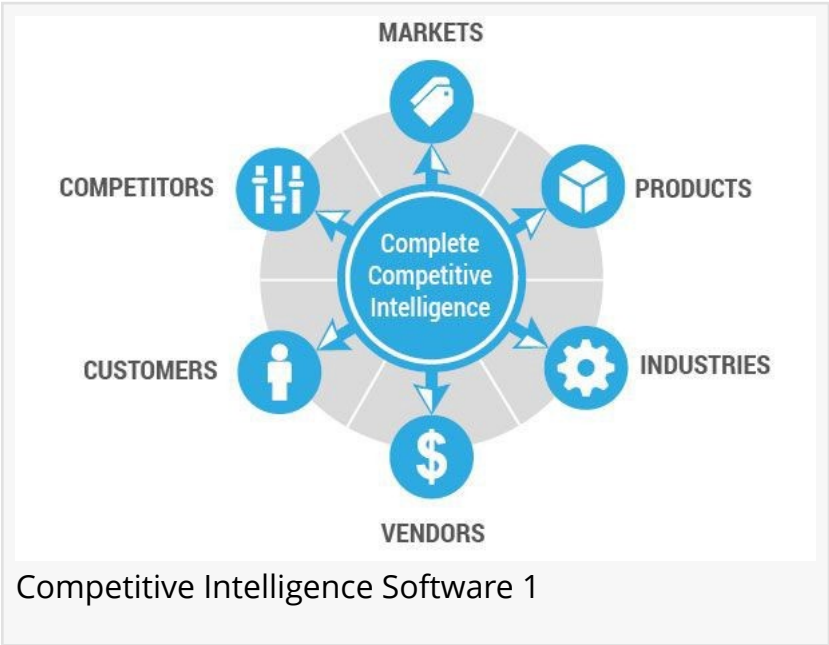 MARKETS
COMPETITORS
PRODUCTS
Complete
Competitive
Intelligence
CUSTOMERS
INDUSTRIES
$
VENDORS
Competitive Intelligence Software 1